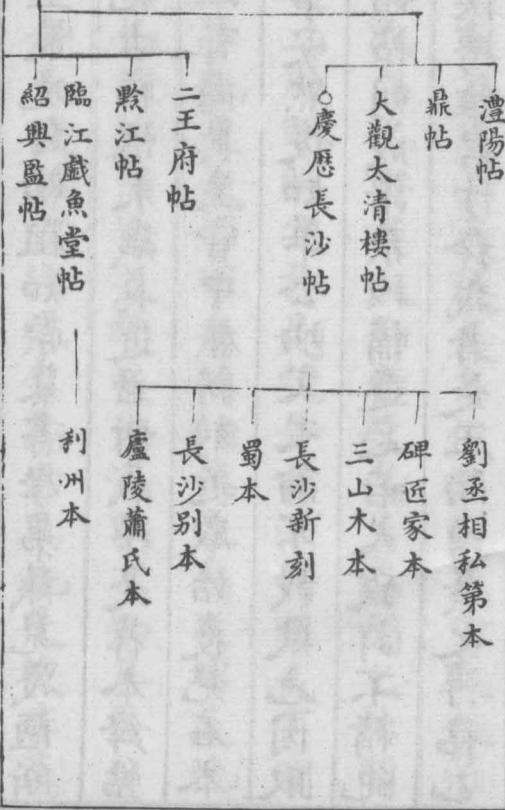 澧陽帖
鼎帖
大觀太清樓帖
○慶歷長沙帖
二王府帖
黔江帖
臨江戲魚堂帖
紹興監帖
劉丞相私第本
碑匠家本
三山木本
長沙新刻
蜀本
長沙别本
廬陵蕭氏本
利州本